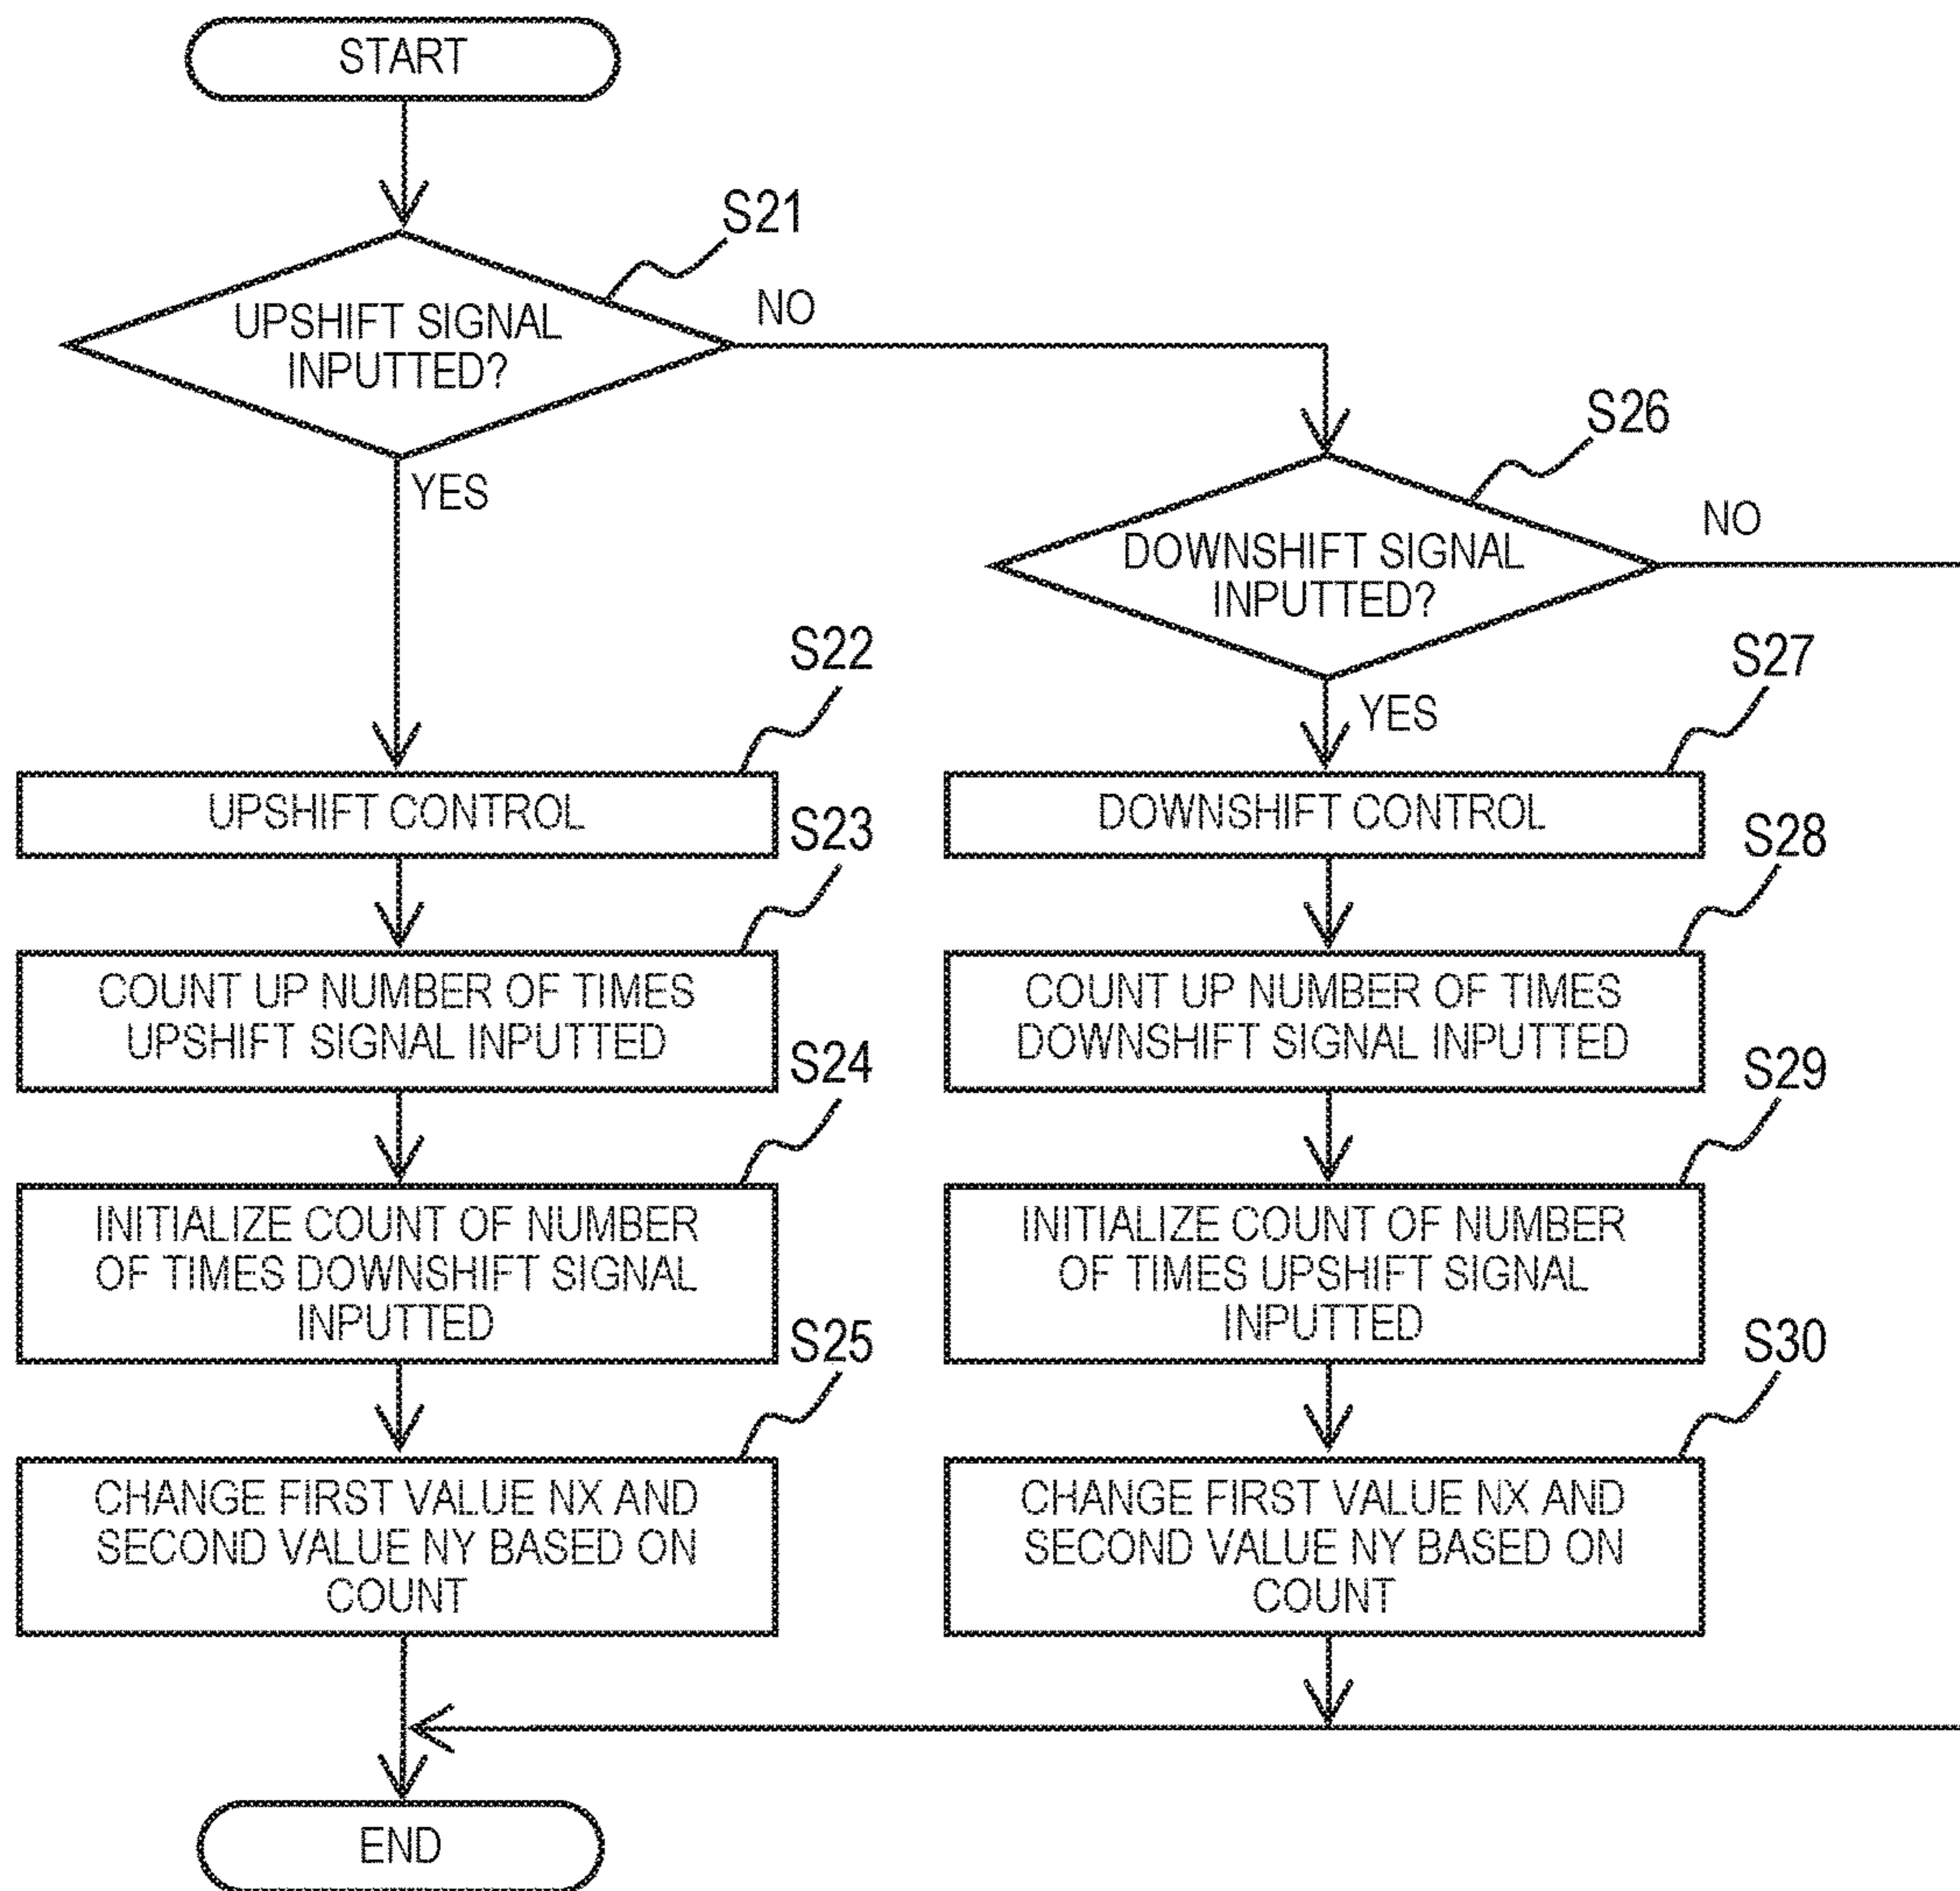 START
S21
UPSHIFT SIGNAL
INPUTTED?
NO
YES
S26
DOWNSHIFT SIGNAL
INPUTTED?
NO
YES
S22
UPSHIFT CONTROL
S23
COUNT UP NUMBER OF TIMES
UPSHIFT SIGNAL INPUTTED
S24
INITIALIZE COUNT OF NUMBER
OF TIMES DOWNSHIFT SIGNAL
INPUTTED
S25
CHANGE FIRST VALUE NX AND
SECOND VALUE NY BASED ON
COUNT
S27
DOWNSHIFT CONTROL
S28
COUNT UP NUMBER OF TIMES
DOWNSHIFT SIGNAL INPUTTED
S29
INITIALIZE COUNT OF NUMBER
OF TIMES UPSHIFT SIGNAL
INPUTTED
S30
CHANGE FIRST VALUE NX AND
SECOND VALUE NY BASED ON
COUNT
END